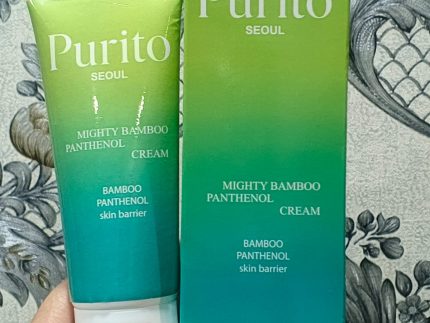 Purito
SEOUL
MIGHTY BAMBOO
PANTHENOL
CREAM
BAMBOO
PANTHENOL
skin barrier
Purito
SEOUL
MIGHTY BAMBOO
PANTHENOL
CREAM
BAMBOO
PANTHENOL
skin barrier